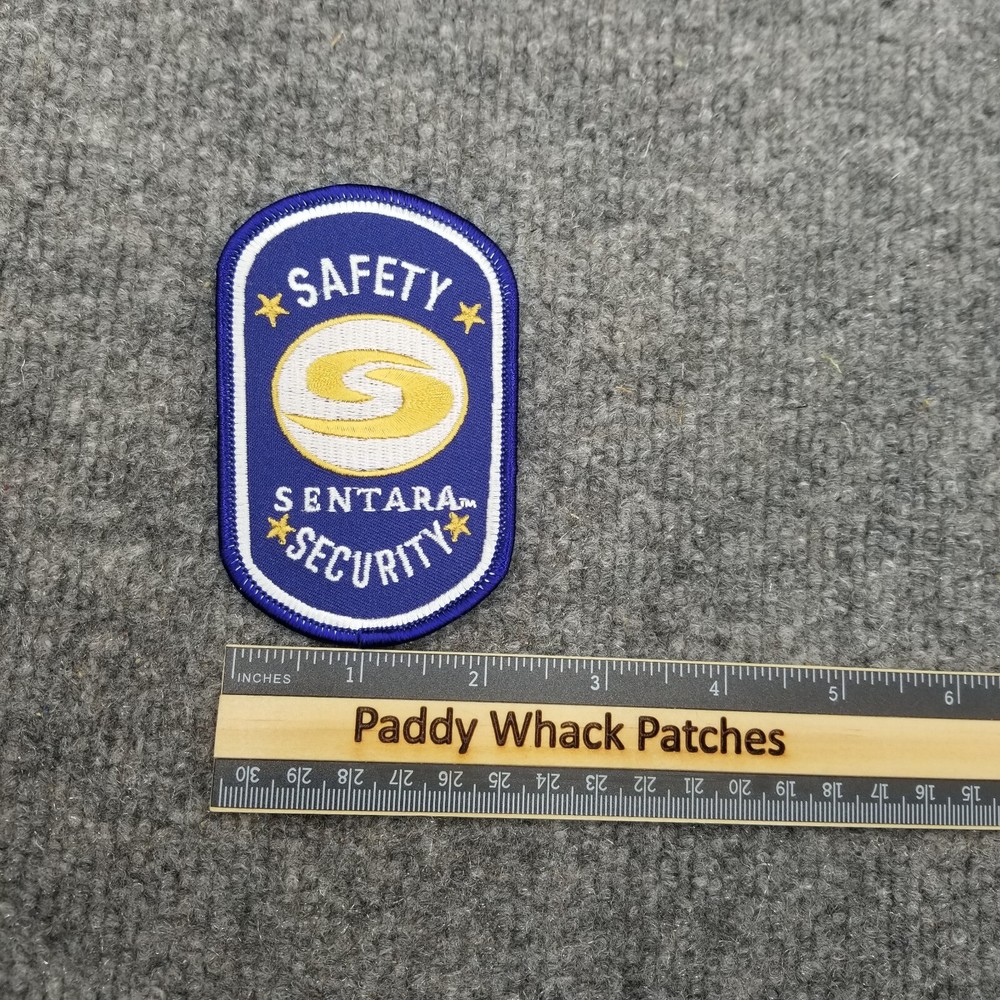 SAFETY
SENTARA™
SECURITY
INCHES 1 2 3 4 5 6
Paddy Whack Patches
30 29 28 27 26 25 24 23 22 21 20 19 18 17 16 15